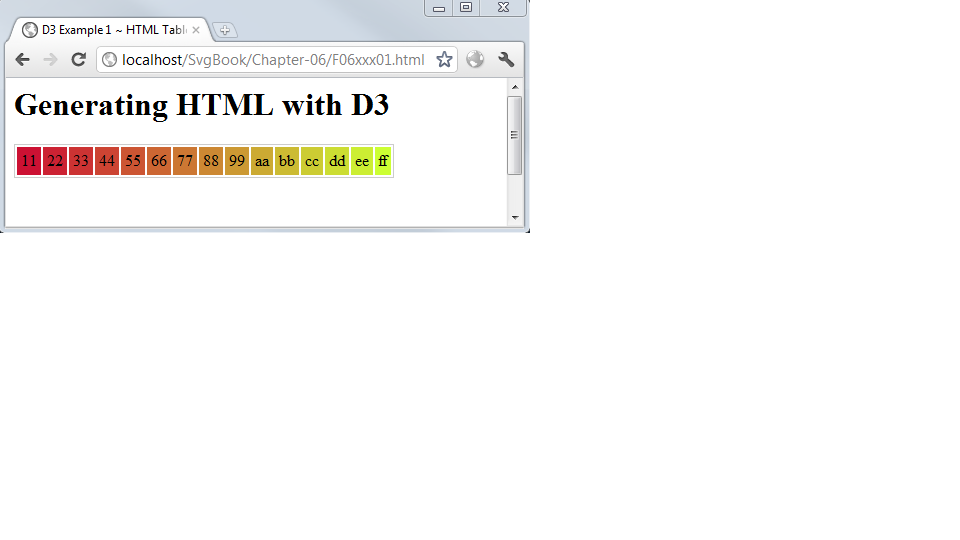 D3 Example 1 ~ HTML Tabl
localhost/SvgBook/Chapter-06/F06xxx01.html
Generating HTML with D3
11 22 33 44 55 66 77 88 99 aa bb cc dd ee ff